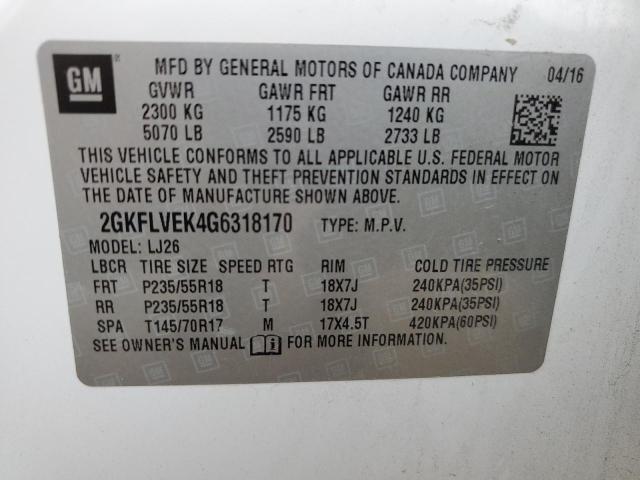 GM
MFD BY GENERAL MOTORS OF CANADA COMPANY 04/16
GVWR GAWR FRT GAWR RR
2300 KG 1175 KG 1240 KG
5070 LB 2590 LB 2733 LB
THIS VEHICLE CONFORMS TO ALL APPLICABLE U.S. FEDERAL MOTOR
VEHICLE SAFETY AND THEFT PREVENTION STANDARDS IN EFFECT ON
THE DATE OF MANUFACTURE SHOWN ABOVE.
2GKFLVEK4G6318170 TYPE: M.P.V.
MODEL: LJ26
LBCR TIRE SIZE SPEED RTG RIM COLD TIRE PRESSURE
FRT P235/55R18 T 18X7J 240KPA(35PSI)
RR P235/55R18 T 18X7J 240KPA(35PSI)
SPA T145/70R17 M 17X4.5T 420KPA(60PSI)
SEE OWNER'S MANUAL FOR MORE INFORMATION.